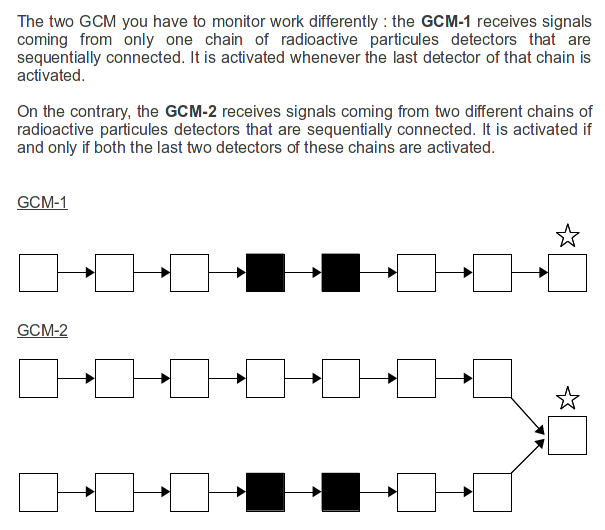 The two GCM you have to monitor work differently : the GCM-1 receives signals
coming from only one chain of radioactive particules detectors that are
sequentially connected. It is activated whenever the last detector of that chain is
activated.
On the contrary, the GCM-2 receives signals coming from two different chains of
radioactive particules detectors that are sequentially connected. It is activated if
and only if both the last two detectors of these chains are activated.
GCM-1
GCM-2